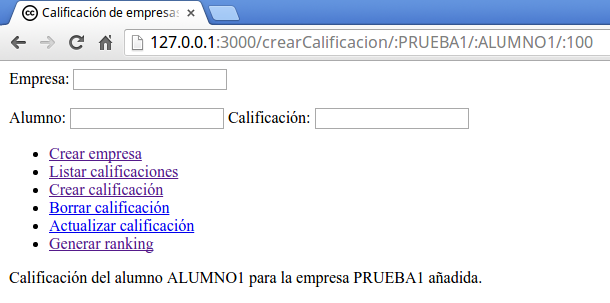 Calificación de empresas
127.0.0.1:3000/crearCalificacion/:PRUEBA1/:ALUMNO1/:100
Empresa:
Alumno: Calificación:
Crear empresa
Listar calificaciones
Crear calificación
Borrar calificación
Actualizar calificación
Generar ranking
Calificación del alumno ALUMNO1 para la empresa PRUEBA1 añadida.